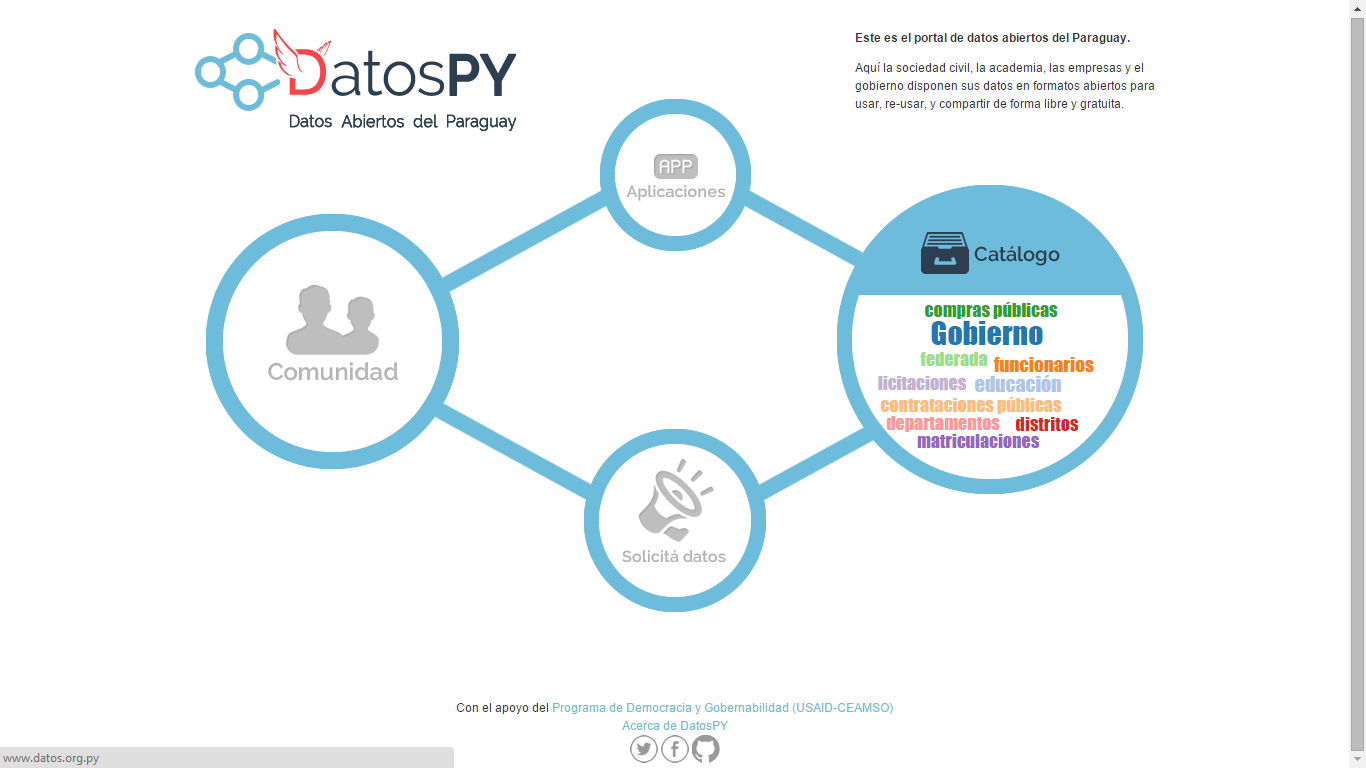 DatosPY
Datos Abiertos del Paraguay
Este es el portal de datos abiertos del Paraguay.
Aquí la sociedad civil, la academia, las empresas y el
gobierno disponen sus datos en formatos abiertos para
usar, re-usar, y compartir de forma libre y gratuita.
APP
Aplicaciones
Comunidad
Catálogo
compras públicas
Gobierno
federada funcionarios
licitaciones educación
contrataciones públicas
departamentos distritos
matriculaciones
Solicitá datos
Con el apoyo del Programa de Democracia y Gobernabilidad (USAID-CEAMSO)
Acerca de DatosPY
www.datos.org.py